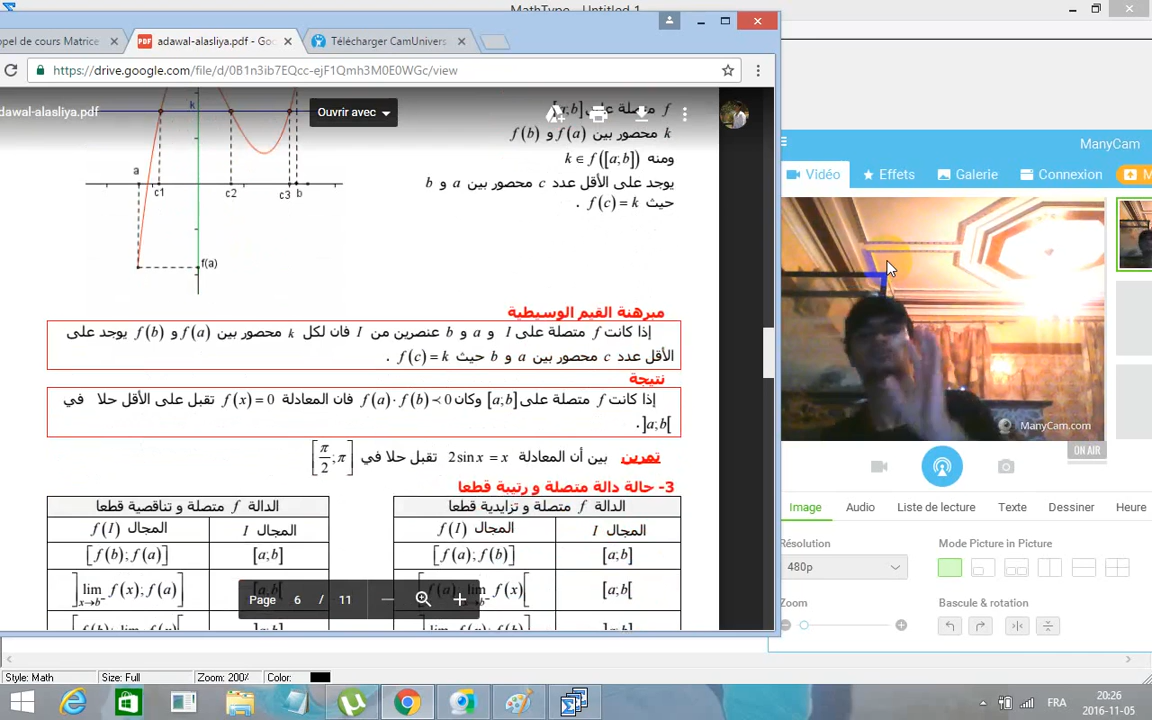 MathType - Untitled 1
ppel de cours Matrice
adawal-alasliya.pdf - Goo
Télécharger CamUnivers
https://drive.google.com/file/d/0B1n3ib7EQcc-ejF1Qmh3M0E0WGc/view
adawal-alasliya.pdf
Ouvrir avec
k
a
c1
c2
c3
b
f(a)
f متصلة على [a;b]
k محصور بين f(a) و f(b)
ومنه k ∈ f([a;b])
يوجد على الأقل عدد c محصور بين a و b
حيث f(c) = k .
مبرهنة القيم الوسيطية
إذا كانت f متصلة على I و a و b عنصرين من I فان لكل k محصور بين f(a) و f(b) يوجد على
الأقل عدد c محصور بين a و b حيث f(c) = k .
نتيجة
إذا كانت f متصلة على [a;b] وكان f(a)·f(b) ≺ 0 فان المعادلة f(x) = 0 تقبل على الأقل حلا في
]a;b[.
تمرين بين أن المعادلة 2sin x = x تقبل حلا في [π/2;π]
3- حالة دالة متصلة و رتيبة قطعا
الدالة f متصلة و تزايدية قطعا
المجال I
المجال f(I)
[a;b]
[f(a);f(b)]
[a;b[
[f(a);lim f(x)[
x→b⁻
الدالة f متصلة و تناقصية قطعا
المجال I
المجال f(I)
[a;b]
[f(b);f(a)]
[a;b[
]lim f(x);f(a)]
x→b⁻
Page 6 / 11
ManyCam
Vidéo
Effets
Galerie
Connexion
M
ManyCam.com
ON AIR
Image
Audio
Liste de lecture
Texte
Dessiner
Heure
Résolution
480p
Mode Picture in Picture
Zoom
Bascule & rotation
Style: Math
Size: Full
Zoom: 200%
Color:
FRA
20:26
2016-11-05